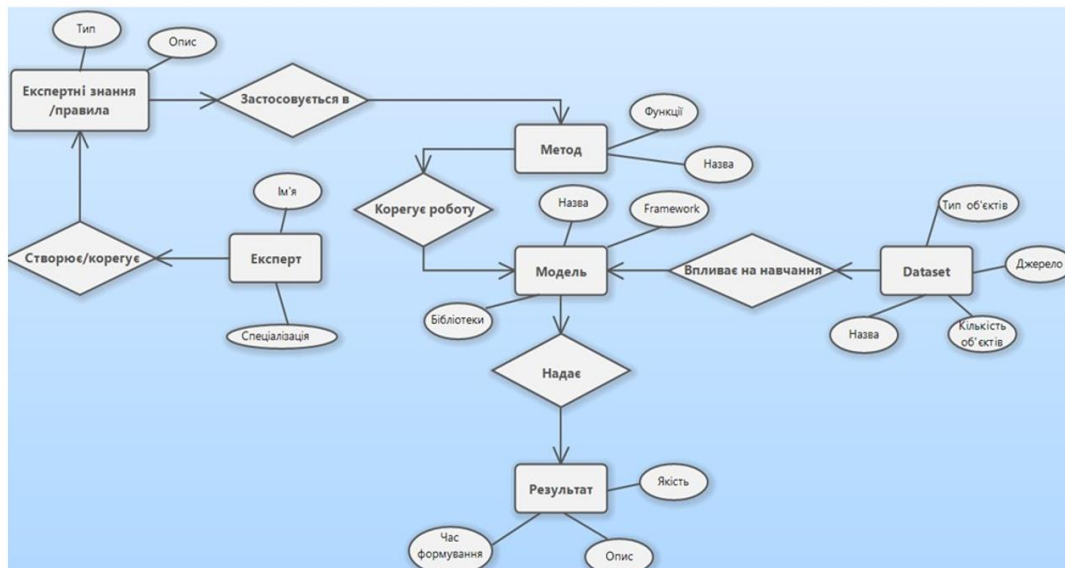 Тип
Опис
Експертні знання
/правила
Застосовується в
Функції
Метод
Назва
Ім'я
Назва
Framework
Корегує роботу
Тип об'єктів
Створює/корегує
Експерт
Модель
Впливає на навчання
Dataset
Джерело
Бібліотеки
Спеціалізація
Назва
Кількість
об'єктів
Надає
Результат
Якість
Час
формування
Опис